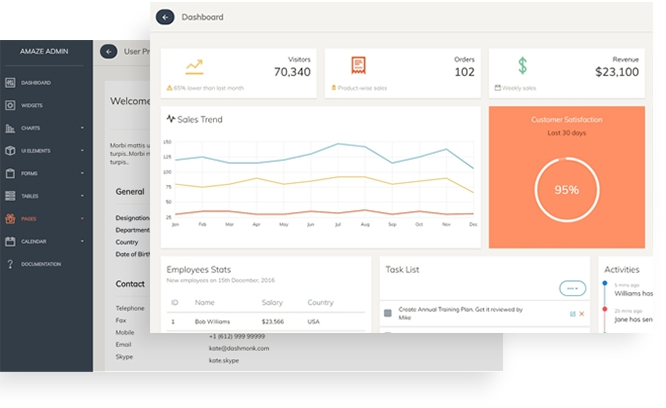 Dashboard
Visitors
70,340
65% lower than last month
Orders
102
Product-wise sales
Revenue
$23,100
Weekly sales
Sales Trend
150
125
100
75
50
25
Jan Feb Mar Apr May Jun Jul Aug Sep Oct Nov Dec
Customer Satisfaction
Last 30 days
95%
Employees Stats
New employees on 15th December, 2016
ID Name Salary Country
1 Bob Williams $23,566 USA
Task List
Create Annual Training Plan. Get it reviewed by
Mike
Activities
5 mins ago
Williams has
25 mins ago
Jane has sen
AMAZE ADMIN
DASHBOARD
WIDGETS
CHARTS
UI ELEMENTS
FORMS
TABLES
PAGES
CALENDAR
DOCUMENTATION
User Pr
Welcome
Morbi mattis u
turpis..Morbi m
turpis..
General
Designation
Department
Country
Date of Birth
Contact
Telephone
Fax
Mobile
+1 (612) 999 99999
Email
kate@dashmonk.com
Skype
kate.skype